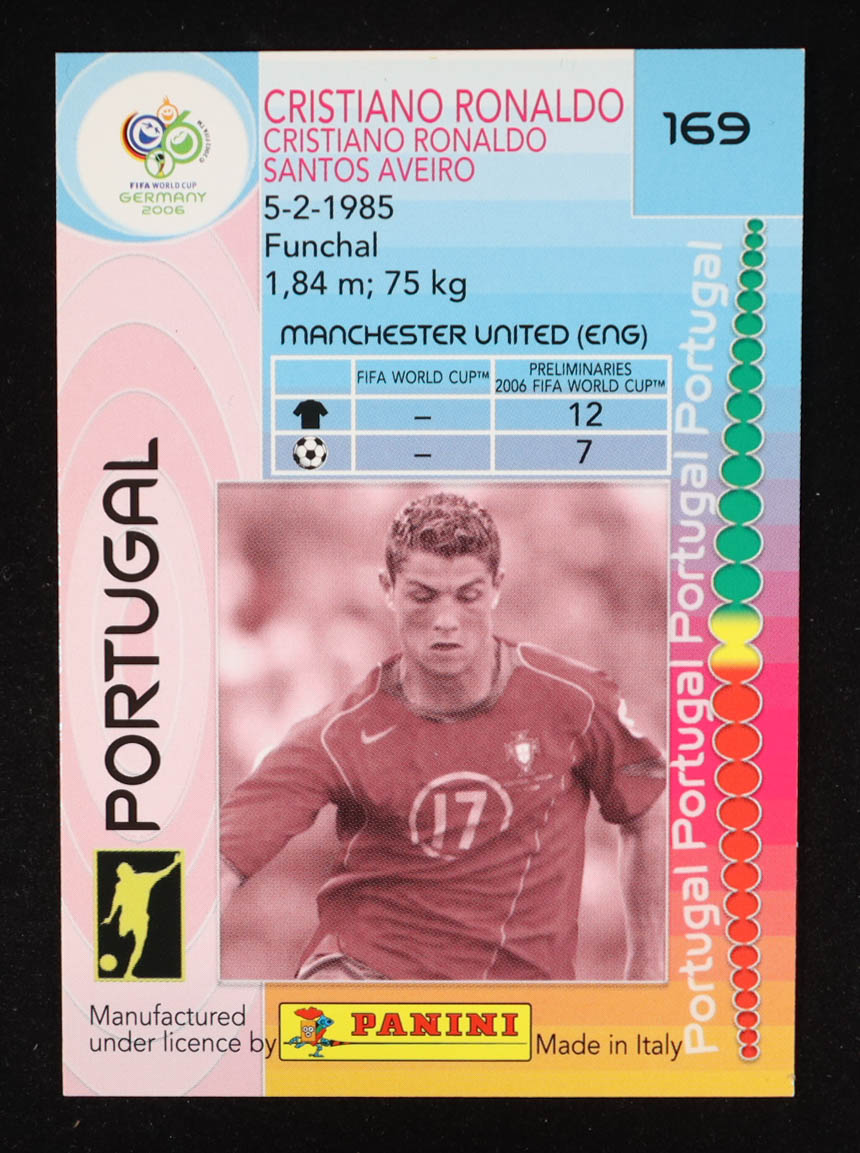 FIFA WORLD CUP
GERMANY
2006
CRISTIANO RONALDO
CRISTIANO RONALDO
SANTOS AVEIRO
5-2-1985
Funchal
1,84 m; 75 kg
169
MANCHESTER UNITED (ENG)
FIFA WORLD CUP™
PRELIMINARIES
2006 FIFA WORLD CUP™
– 12
– 7
PORTUGAL
17
Portugal Portugal Portugal Portugal Portugal
Manufactured
under licence by
PANINI
Made in Italy